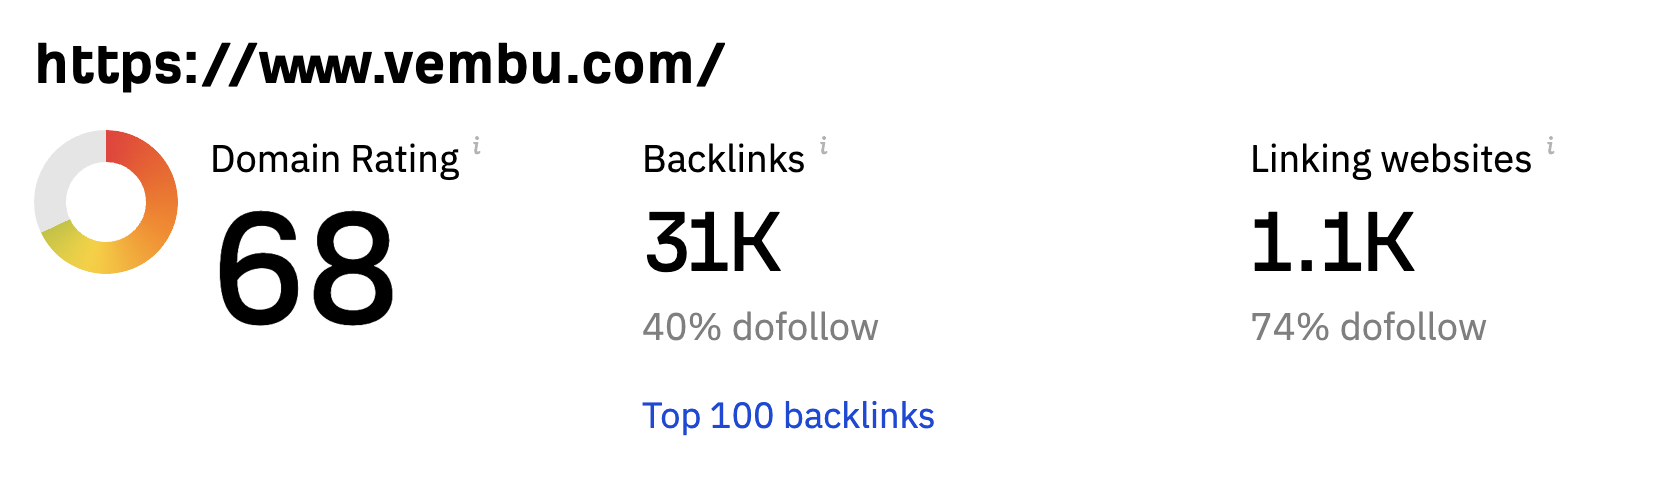 https://www.vembu.com/
Domain Rating i
68
Backlinks i
31K
40% dofollow
Top 100 backlinks
Linking websites i
1.1K
74% dofollow